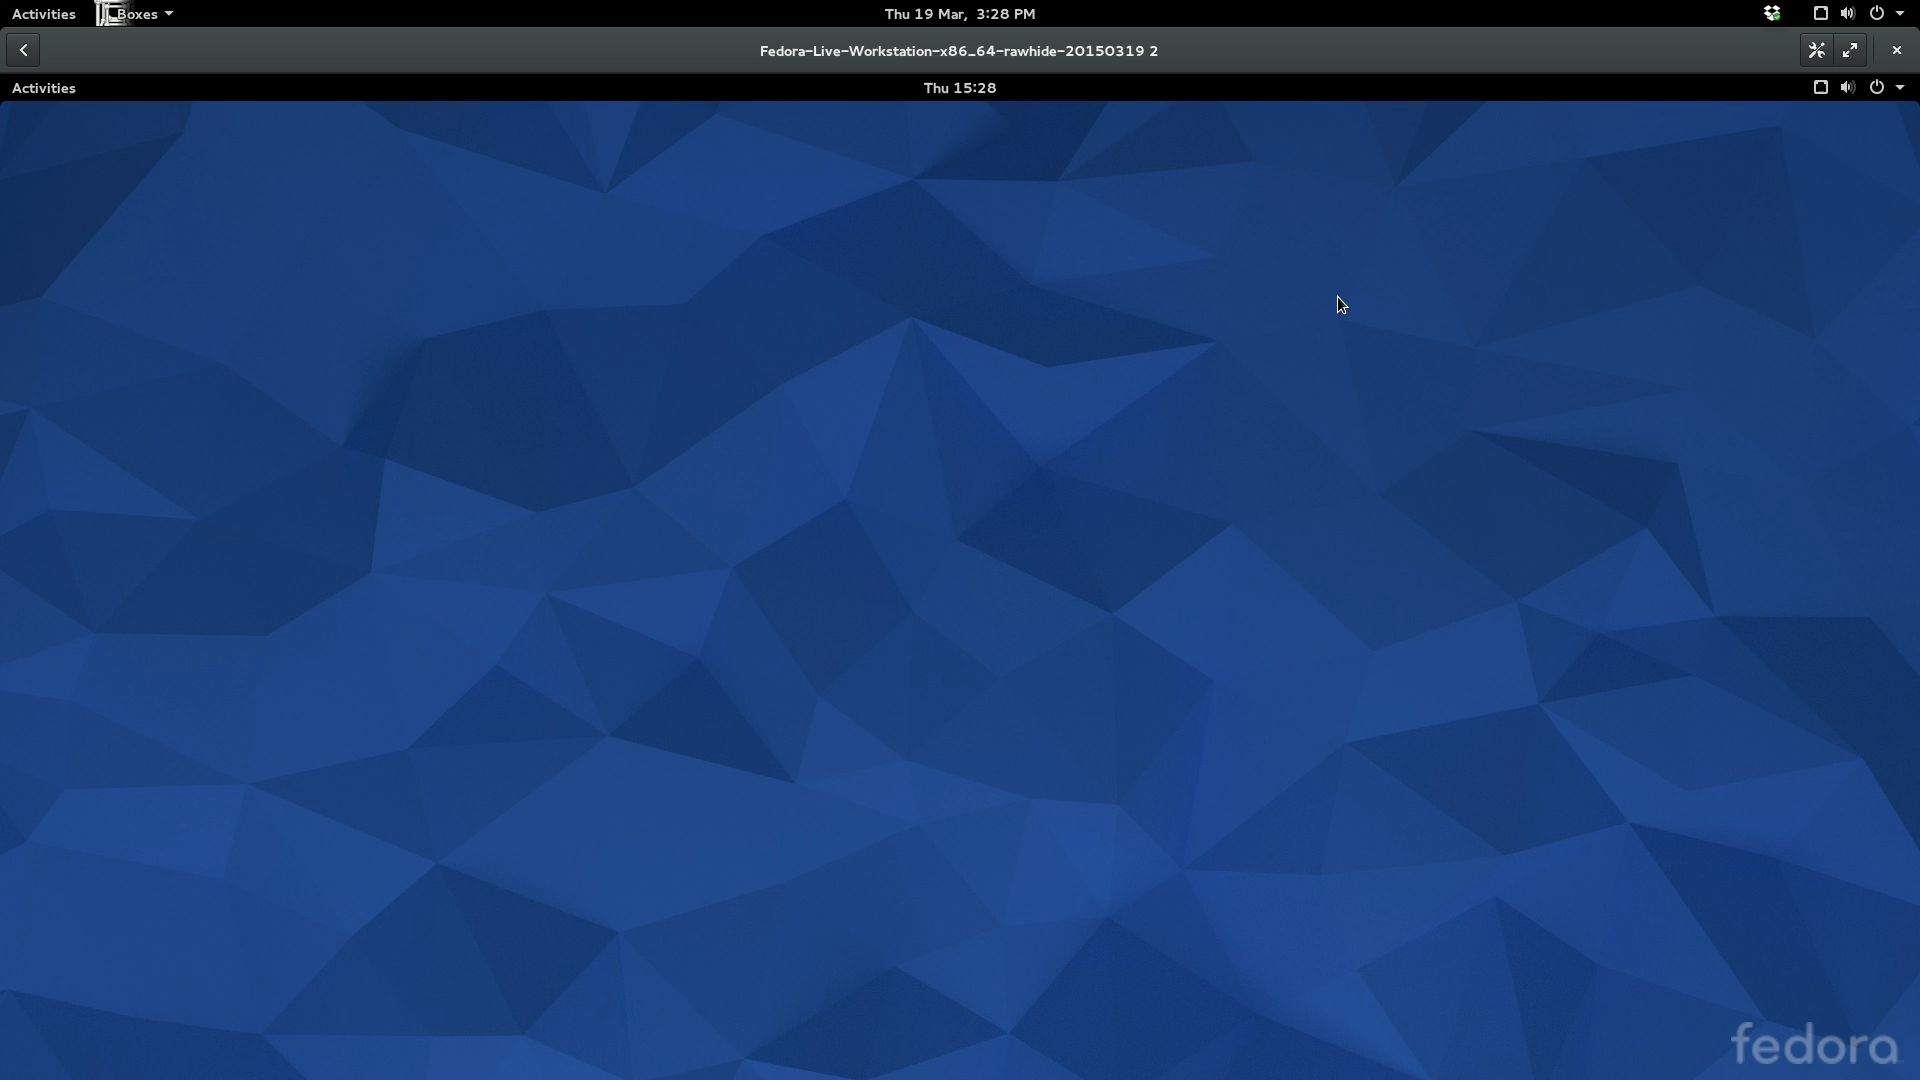 Activities Boxes Thu 19 Mar, 3:28 PM
Fedora-Live-Workstation-x86_64-rawhide-20150319 2
Activities Thu 15:28
fedora